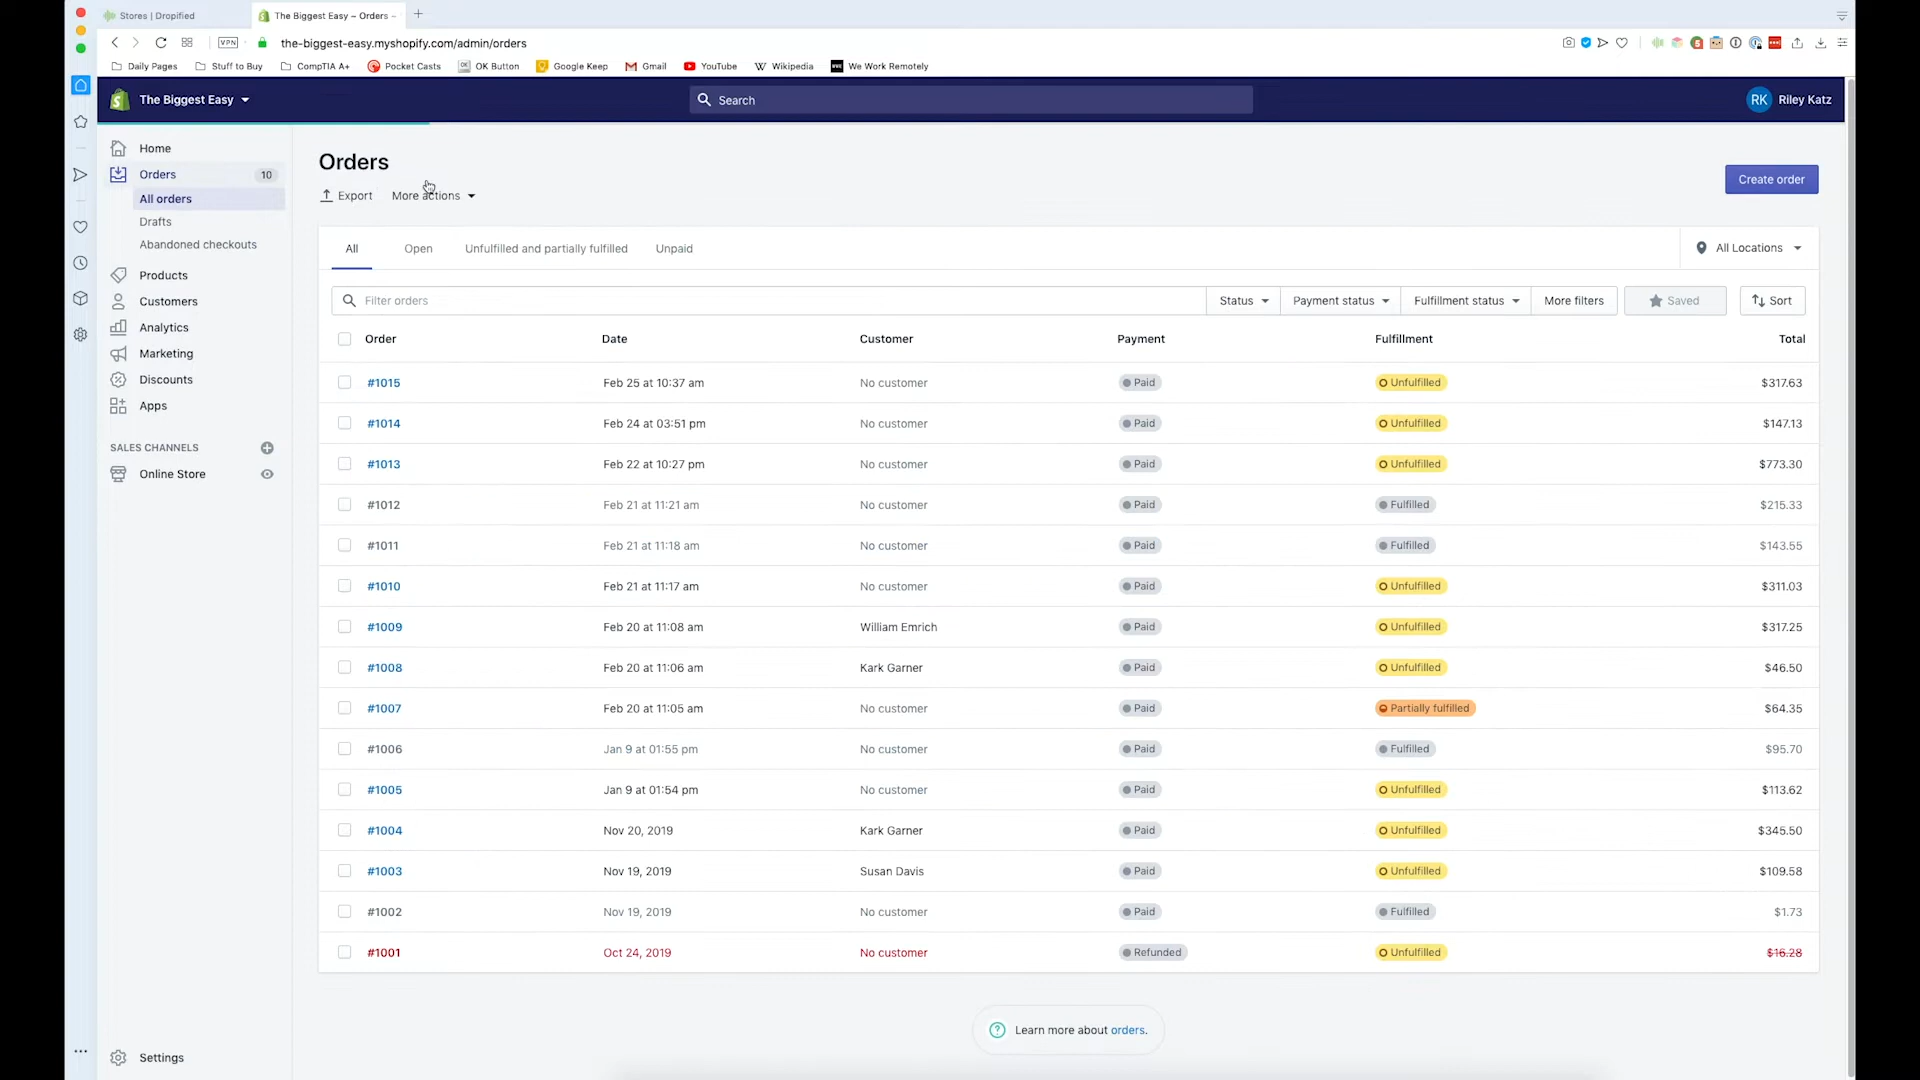 Stores | Dropified
The Biggest Easy ~ Orders ~
VPN
the-biggest-easy.myshopify.com/admin/orders
Daily Pages
Stuff to Buy
CompTIA A+
Pocket Casts
OK Button
Google Keep
Gmail
YouTube
Wikipedia
We Work Remotely
The Biggest Easy
Search
RK Riley Katz
Home
Orders 10
All orders
Drafts
Abandoned checkouts
Products
Customers
Analytics
Marketing
Discounts
Apps
SALES CHANNELS
Online Store
Settings
Orders
Export More actions
Create order
All Open Unfulfilled and partially fulfilled Unpaid
All Locations
Filter orders Status Payment status Fulfillment status More filters Saved Sort
Order Date Customer Payment Fulfillment Total
#1015 Feb 25 at 10:37 am No customer Paid Unfulfilled $317.63
#1014 Feb 24 at 03:51 pm No customer Paid Unfulfilled $147.13
#1013 Feb 22 at 10:27 pm No customer Paid Unfulfilled $773.30
#1012 Feb 21 at 11:21 am No customer Paid Fulfilled $215.33
#1011 Feb 21 at 11:18 am No customer Paid Fulfilled $143.55
#1010 Feb 21 at 11:17 am No customer Paid Unfulfilled $311.03
#1009 Feb 20 at 11:08 am William Emrich Paid Unfulfilled $317.25
#1008 Feb 20 at 11:06 am Kark Garner Paid Unfulfilled $46.50
#1007 Feb 20 at 11:05 am No customer Paid Partially fulfilled $64.35
#1006 Jan 9 at 01:55 pm No customer Paid Fulfilled $95.70
#1005 Jan 9 at 01:54 pm No customer Paid Unfulfilled $113.62
#1004 Nov 20, 2019 Kark Garner Paid Unfulfilled $345.50
#1003 Nov 19, 2019 Susan Davis Paid Unfulfilled $109.58
#1002 Nov 19, 2019 No customer Paid Fulfilled $1.73
#1001 Oct 24, 2019 No customer Refunded Unfulfilled $16.28
Learn more about orders.